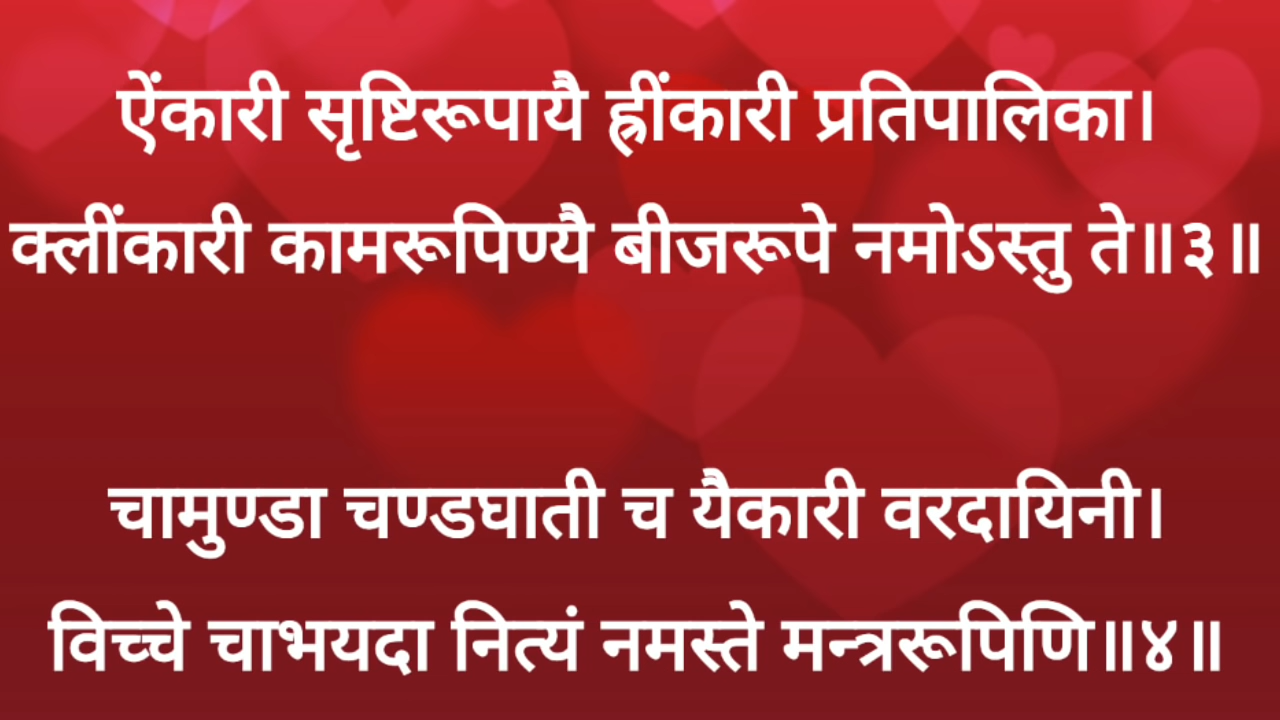 ऐंकारी सृष्टिरूपायै ह्रींकारी प्रतिपालिका।
क्लींकारी कामरूपिण्यै बीजरूपे नमोऽस्तु ते॥३॥
चामुण्डा चण्डघाती च यैकारी वरदायिनी।
विच्चे चाभयदा नित्यं नमस्ते मन्त्ररूपिणि॥४॥